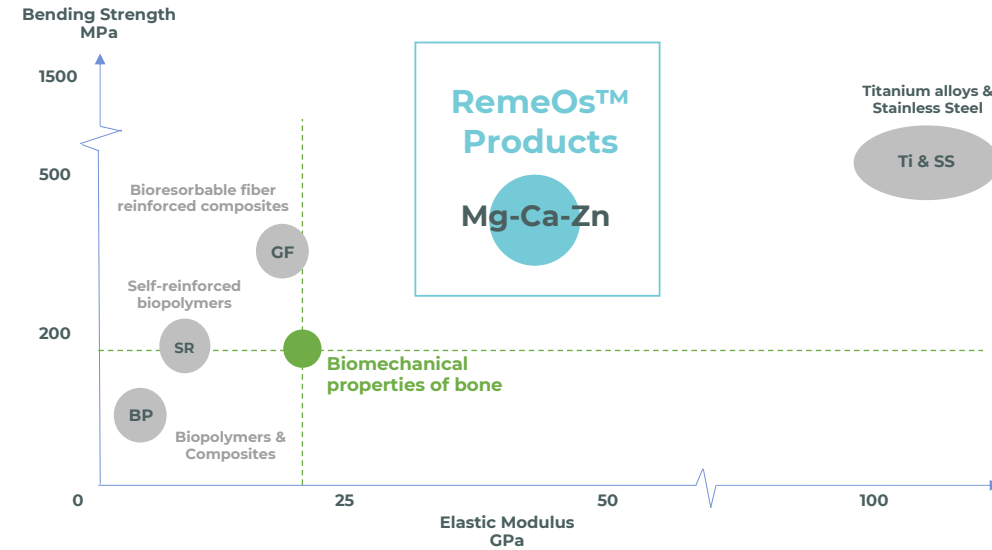 Bending Strength
MPa
1500
500
200
0
25
50
100
Elastic Modulus
GPa
RemeOs™
Products
Mg-Ca-Zn
Titanium alloys &
Stainless Steel
Ti & SS
Bioresorbable fiber
reinforced composites
GF
Self-reinforced
biopolymers
SR
Biomechanical
properties of bone
BP
Biopolymers &
Composites